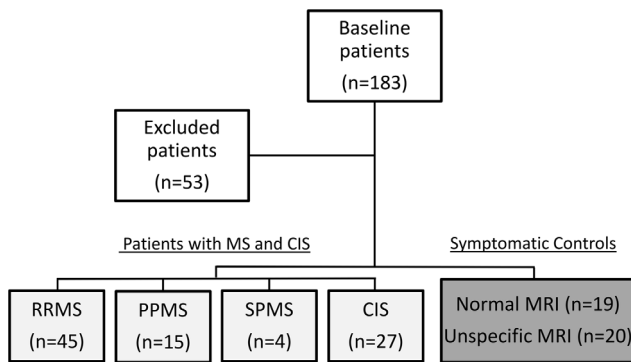 Baseline
patients
(n=183)
Excluded
patients
(n=53)
Patients with MS and CIS
Symptomatic Controls
RRMS
(n=45)
PPMS
(n=15)
SPMS
(n=4)
CIS
(n=27)
Normal MRI (n=19)
Unspecific MRI (n=20)